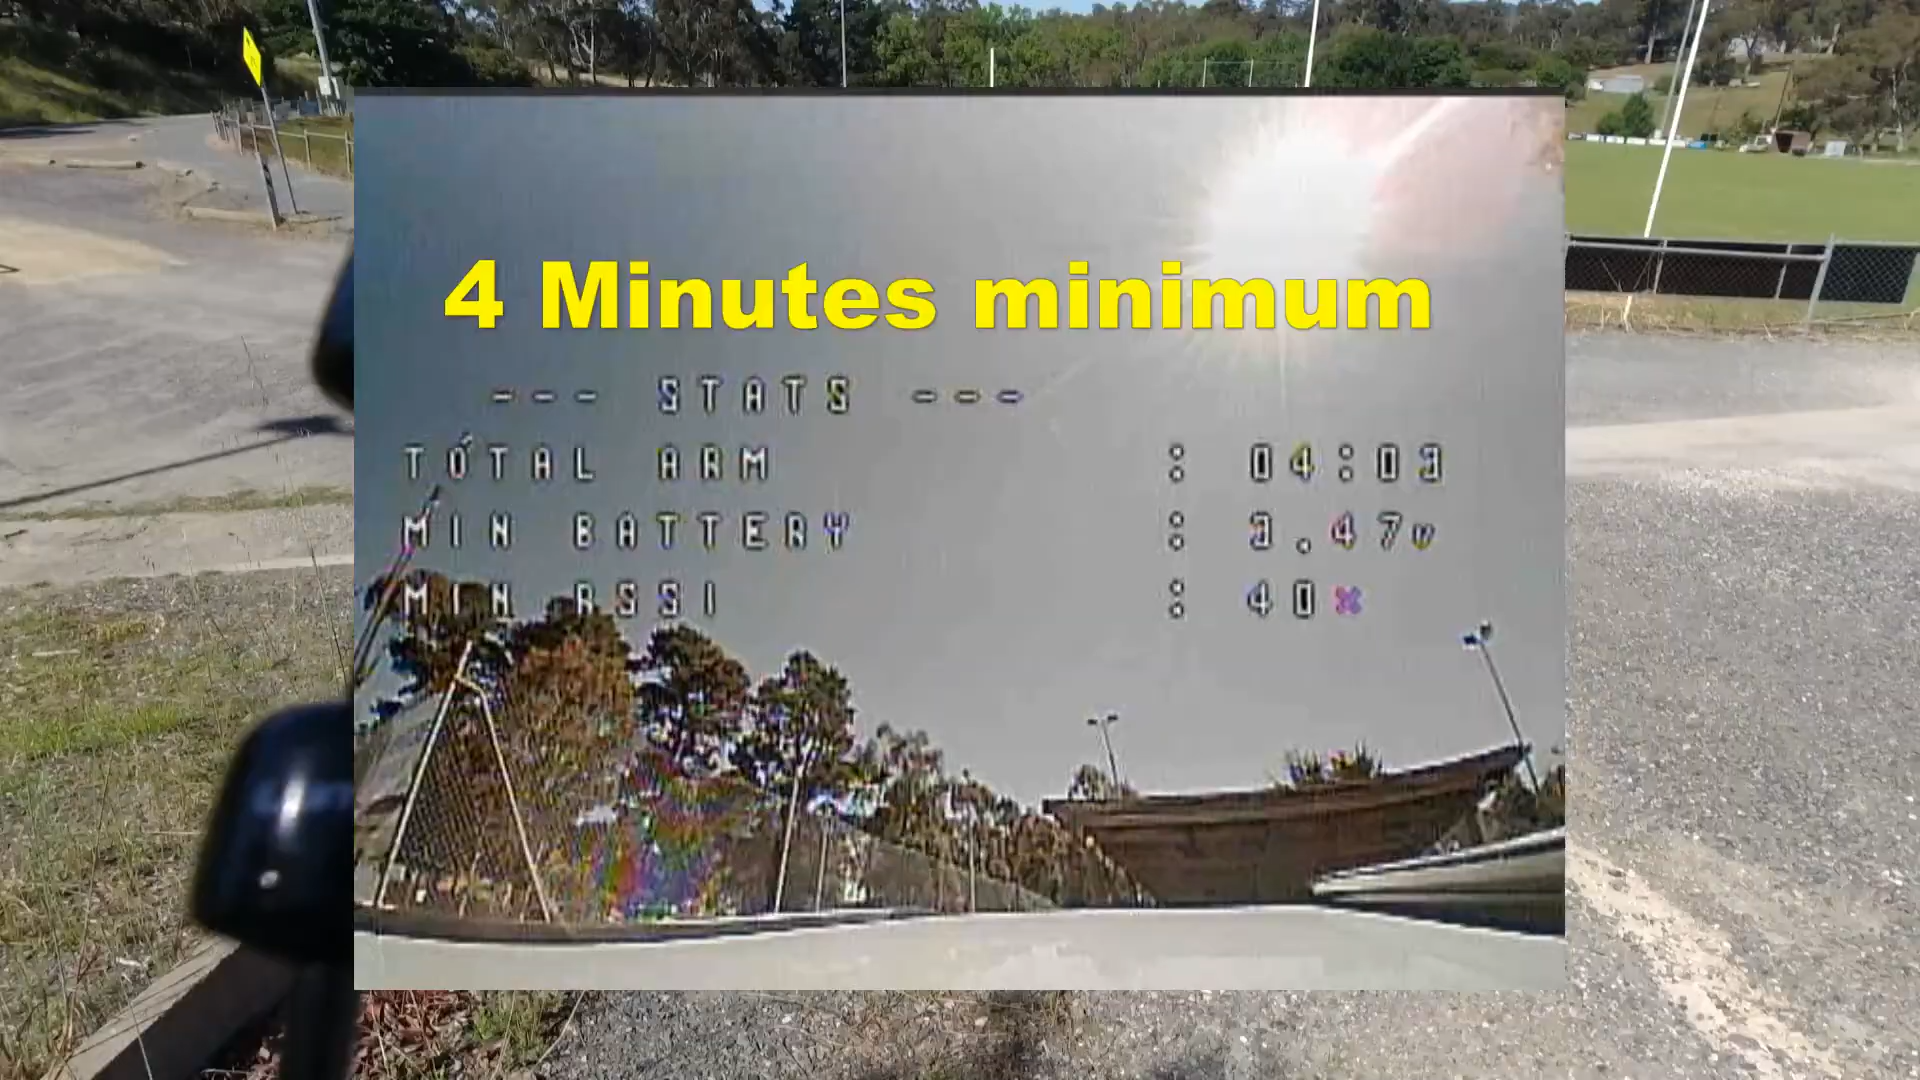 4 Minutes minimum
--- STATS ---
TOTAL ARM : 04:03
MIN BATTERY : 3.47v
MIN RSSI : 40%